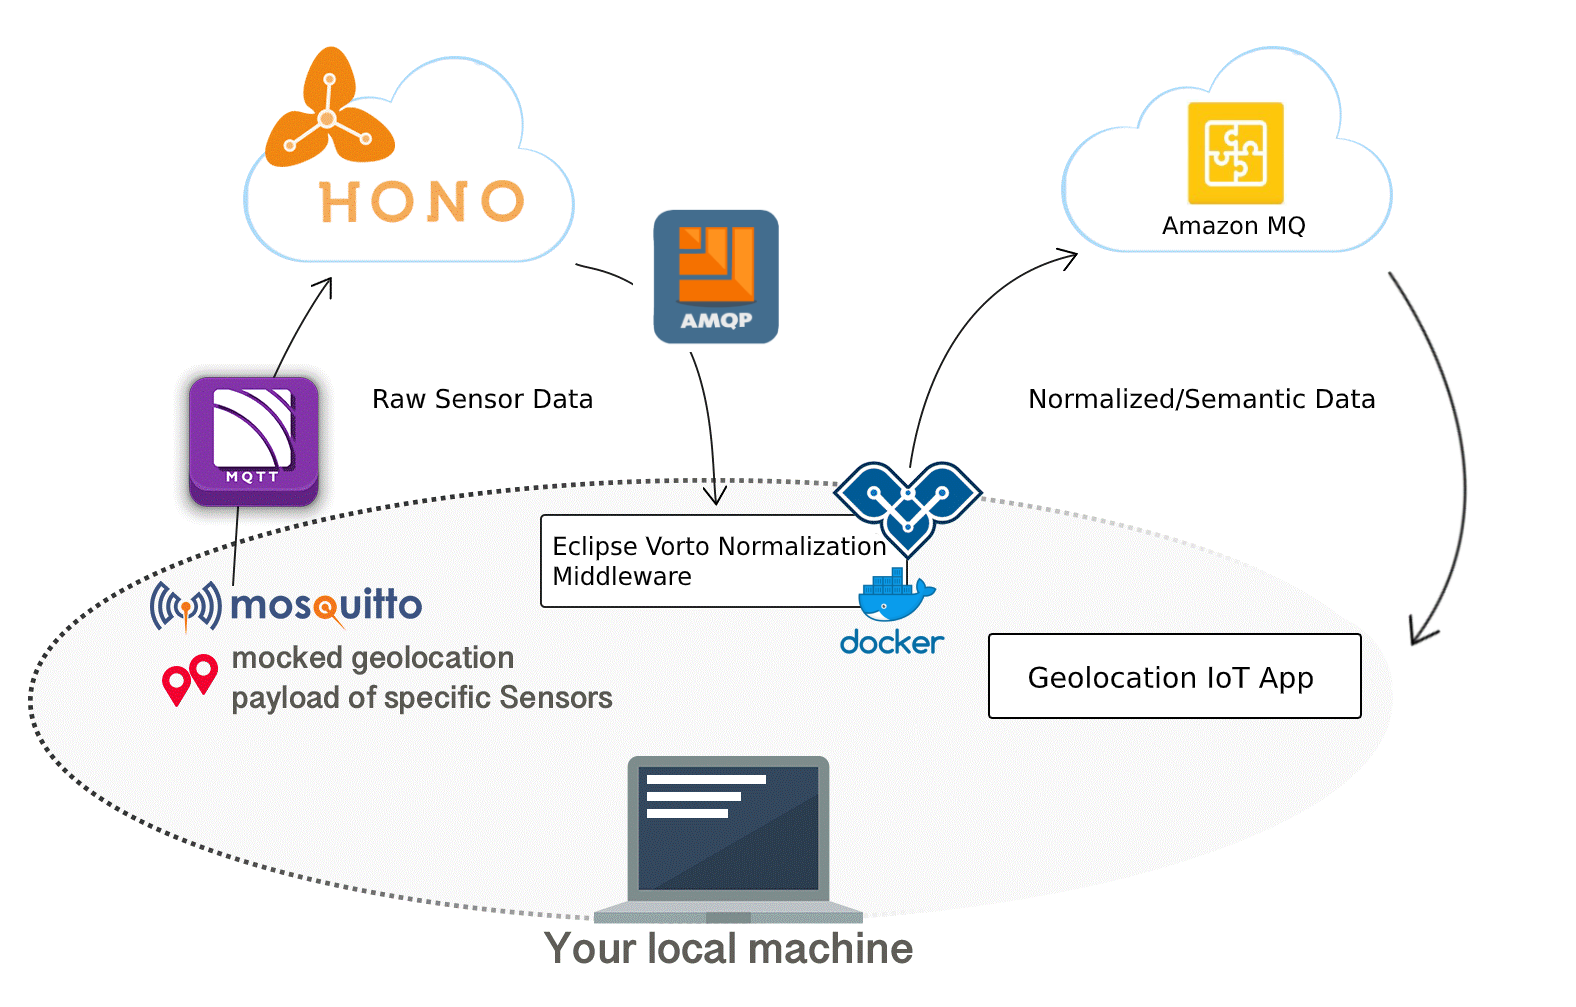 HONO
Amazon MQ
AMQP
Raw Sensor Data
Normalized/Semantic Data
MQTT
Eclipse Vorto Normalization
Middleware
mosquitto
docker
mocked geolocation
payload of specific Sensors
Geolocation IoT App
Your local machine